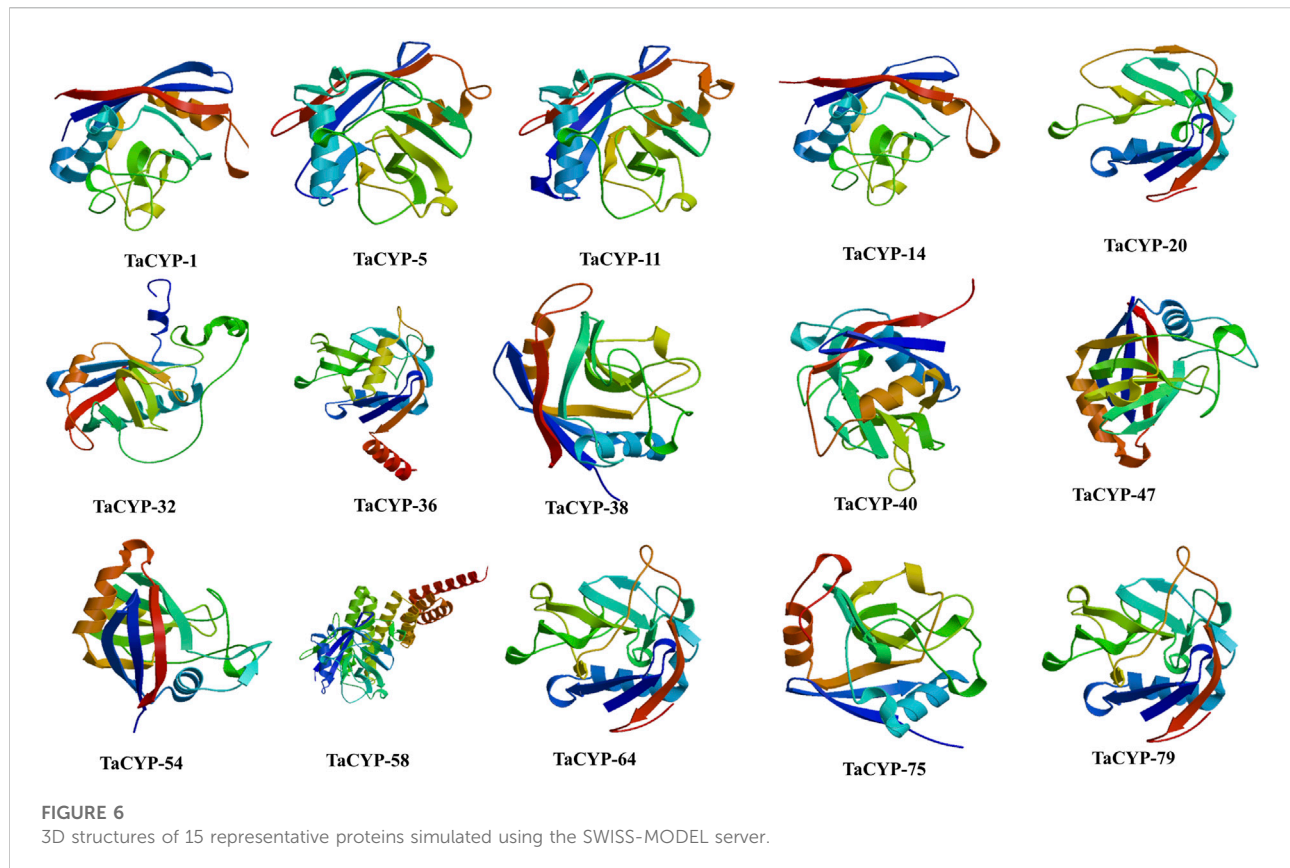 TaCYP-1
TaCYP-5
TaCYP-11
TaCYP-14
TaCYP-20
TaCYP-32
TaCYP-36
TaCYP-38
TaCYP-40
TaCYP-47
TaCYP-54
TaCYP-58
TaCYP-64
TaCYP-75
TaCYP-79
FIGURE 6
3D structures of 15 representative proteins simulated using the SWISS-MODEL server.